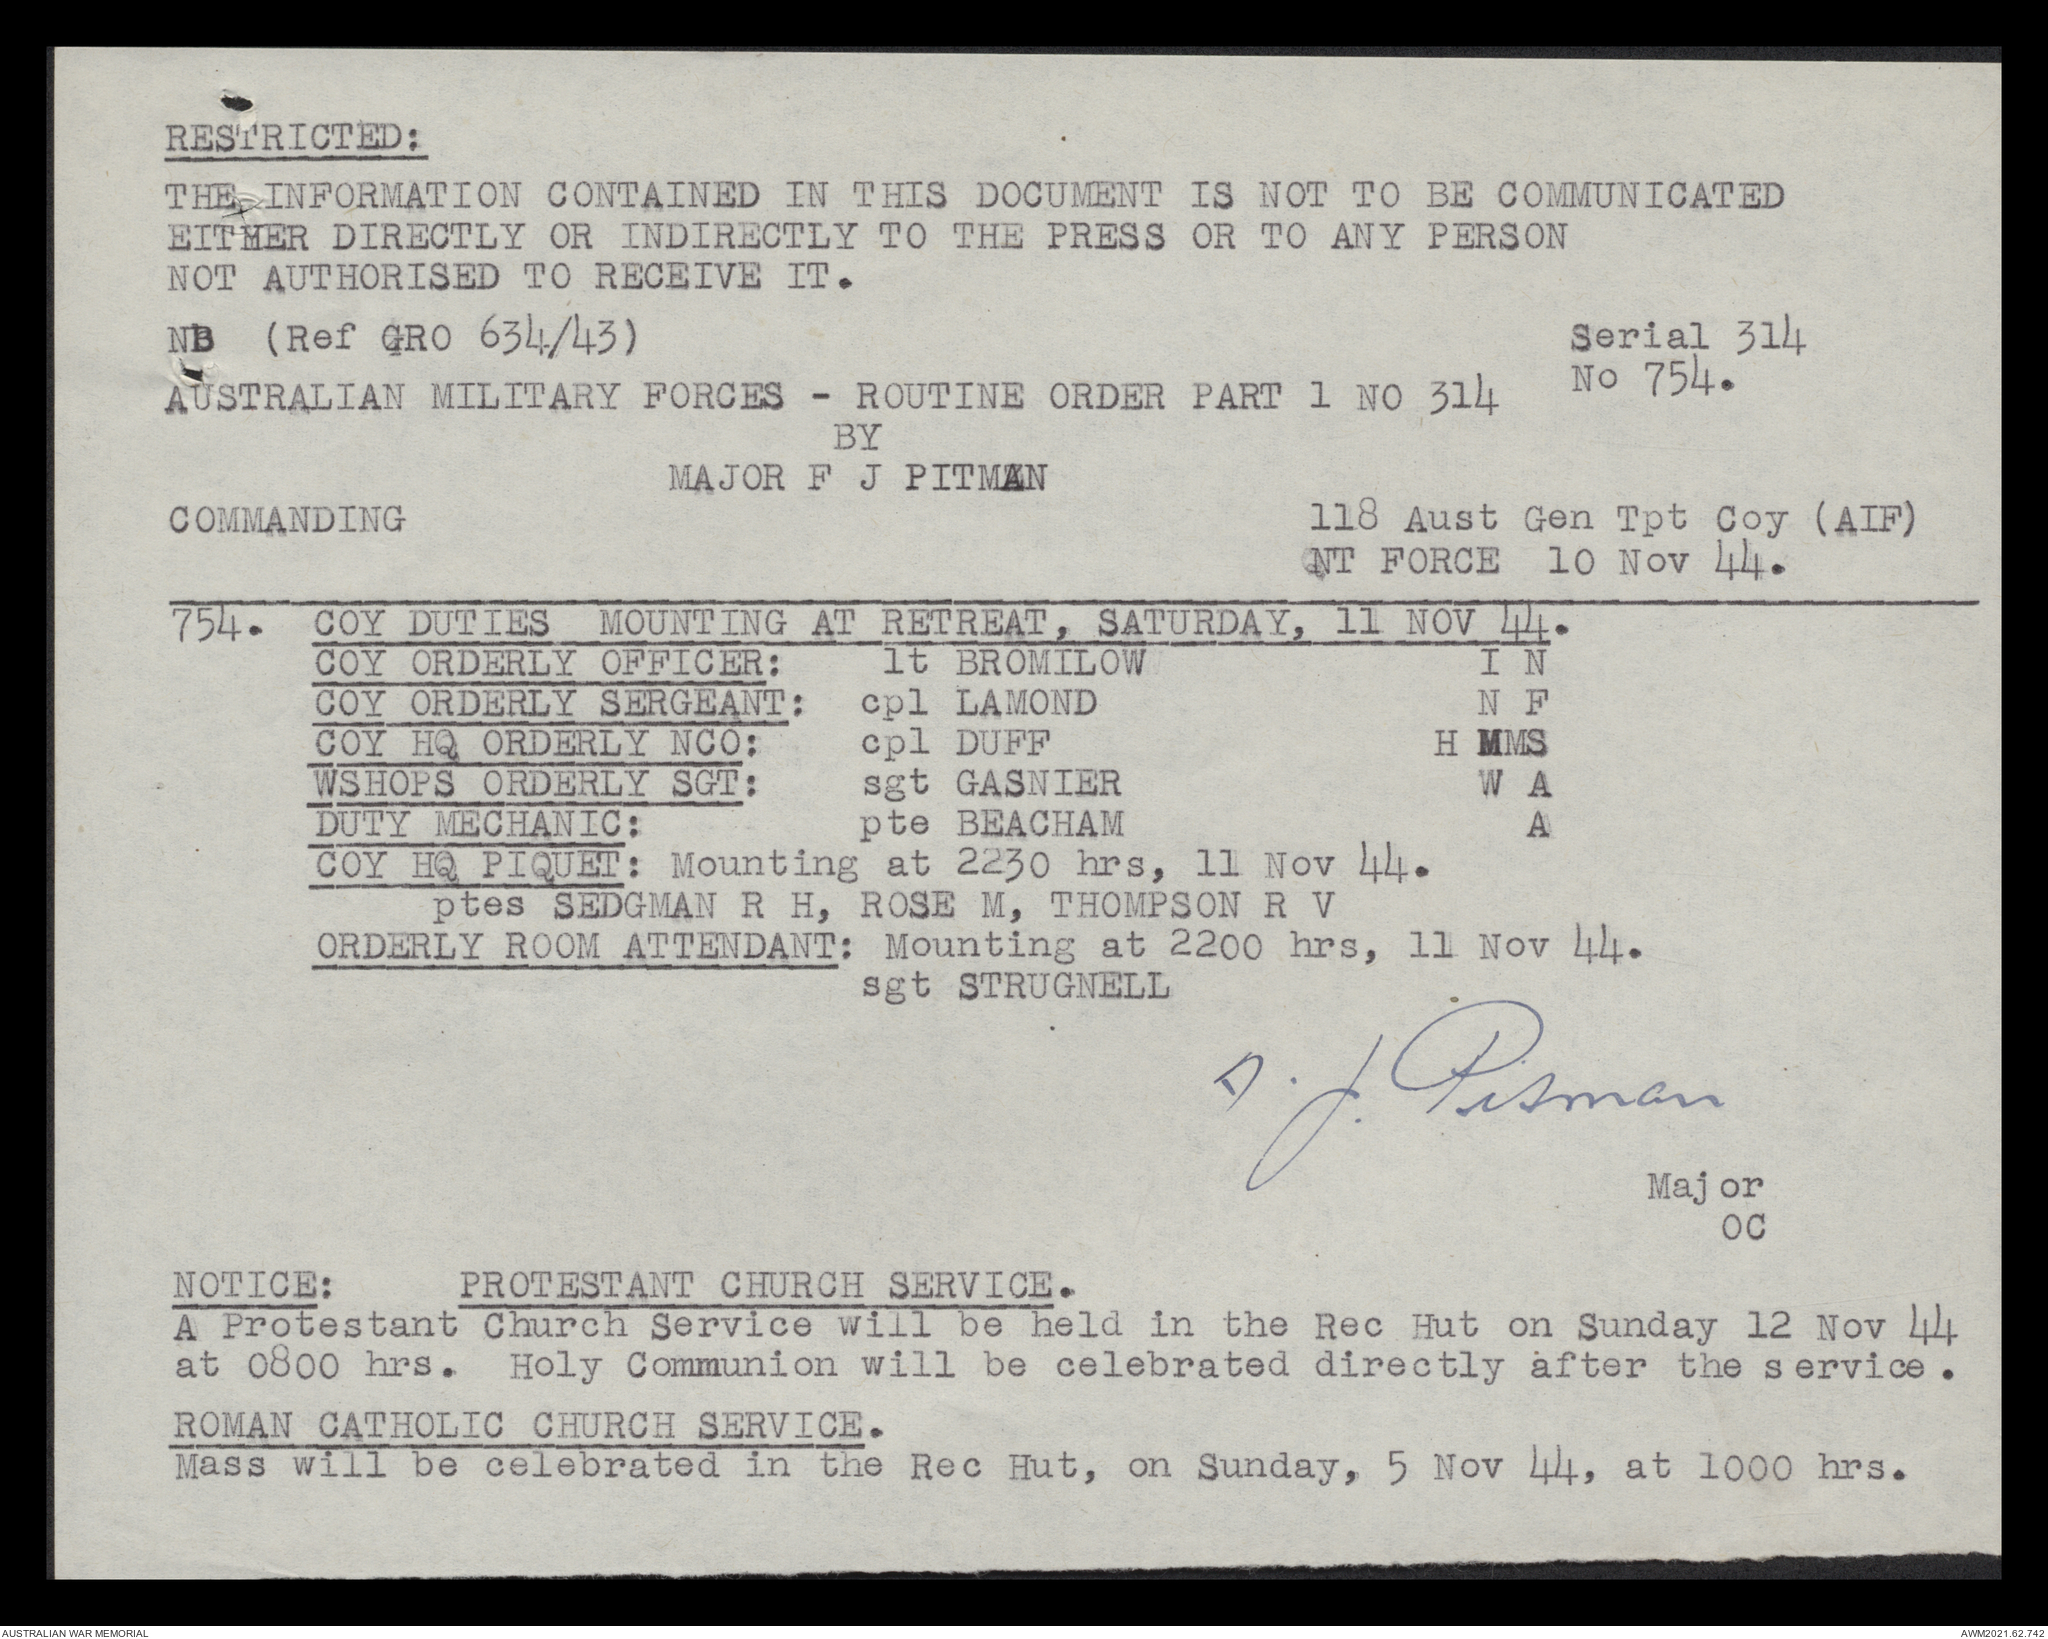 RESTRICTED:
THE INFORMATION CONTAINED IN THIS DOCUMENT IS NOT TO BE COMMUNICATED
EITHER DIRECTLY OR INDIRECTLY TO THE PRESS OR TO ANY PERSON
NOT AUTHORISED TO RECEIVE IT.
NB (Ref GRO 634/43)
Serial 314
No 754.
AUSTRALIAN MILITARY FORCES - ROUTINE ORDER PART 1 NO 314
BY
MAJOR F J PITMAN
COMMANDING
118 Aust Gen Tpt Coy (AIF)
NT FORCE 10 Nov 44.
754. COY DUTIES MOUNTING AT RETREAT, SATURDAY, 11 NOV 44.
COY ORDERLY OFFICER: lt BROMILOW I N
COY ORDERLY SERGEANT: cpl LAMOND N F
COY HQ ORDERLY NCO: cpl DUFF H MMS
WSHOPS ORDERLY SGT: sgt GASNIER W A
DUTY MECHANIC: pte BEACHAM A
COY HQ PIQUET: Mounting at 2230 hrs, 11 Nov 44.
ptes SEDGMAN R H, ROSE M, THOMPSON R V
ORDERLY ROOM ATTENDANT: Mounting at 2200 hrs, 11 Nov 44.
sgt STRUGNELL
J. Pitman
Major
OC
NOTICE: PROTESTANT CHURCH SERVICE.
A Protestant Church Service will be held in the Rec Hut on Sunday 12 Nov 44
at 0800 hrs. Holy Communion will be celebrated directly after the service.
ROMAN CATHOLIC CHURCH SERVICE.
Mass will be celebrated in the Rec Hut, on Sunday, 5 Nov 44, at 1000 hrs.
AUSTRALIAN WAR MEMORIAL
AWM2021.62.742